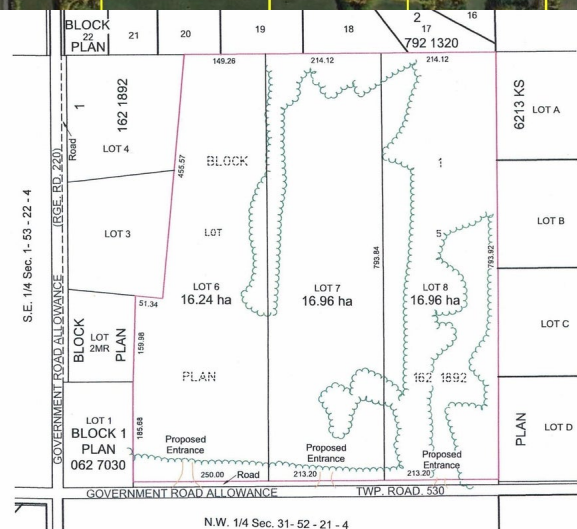 BLOCK
22
PLAN
21
20
19
18
2
17
16
792 1320
149.26
214.12
214.12
1
162 1892
6213 KS
LOT A
Road
LOT 4
(RGE. RD. 220)
455.57
BLOCK
1
S.E. 1/4 Sec. 1- 53 - 22 - 4
LOT 3
LOT
5
LOT B
793.84
793.92
LOT 6
16.24 ha
LOT 7
16.96 ha
LOT 8
16.96 ha
51.34
GOVERNMENT ROAD ALLOWANCE
BLOCK
LOT
2MR
PLAN
159.98
LOT C
PLAN
162 1892
LOT 1
BLOCK 1
PLAN
062 7030
185.68
PLAN
LOT D
Proposed
Entrance
Proposed
Entrance
Proposed
Entrance
250.00
Road
213.20
213.20
GOVERNMENT ROAD ALLOWANCE
TWP. ROAD. 530
N.W. 1/4 Sec. 31- 52 - 21 - 4